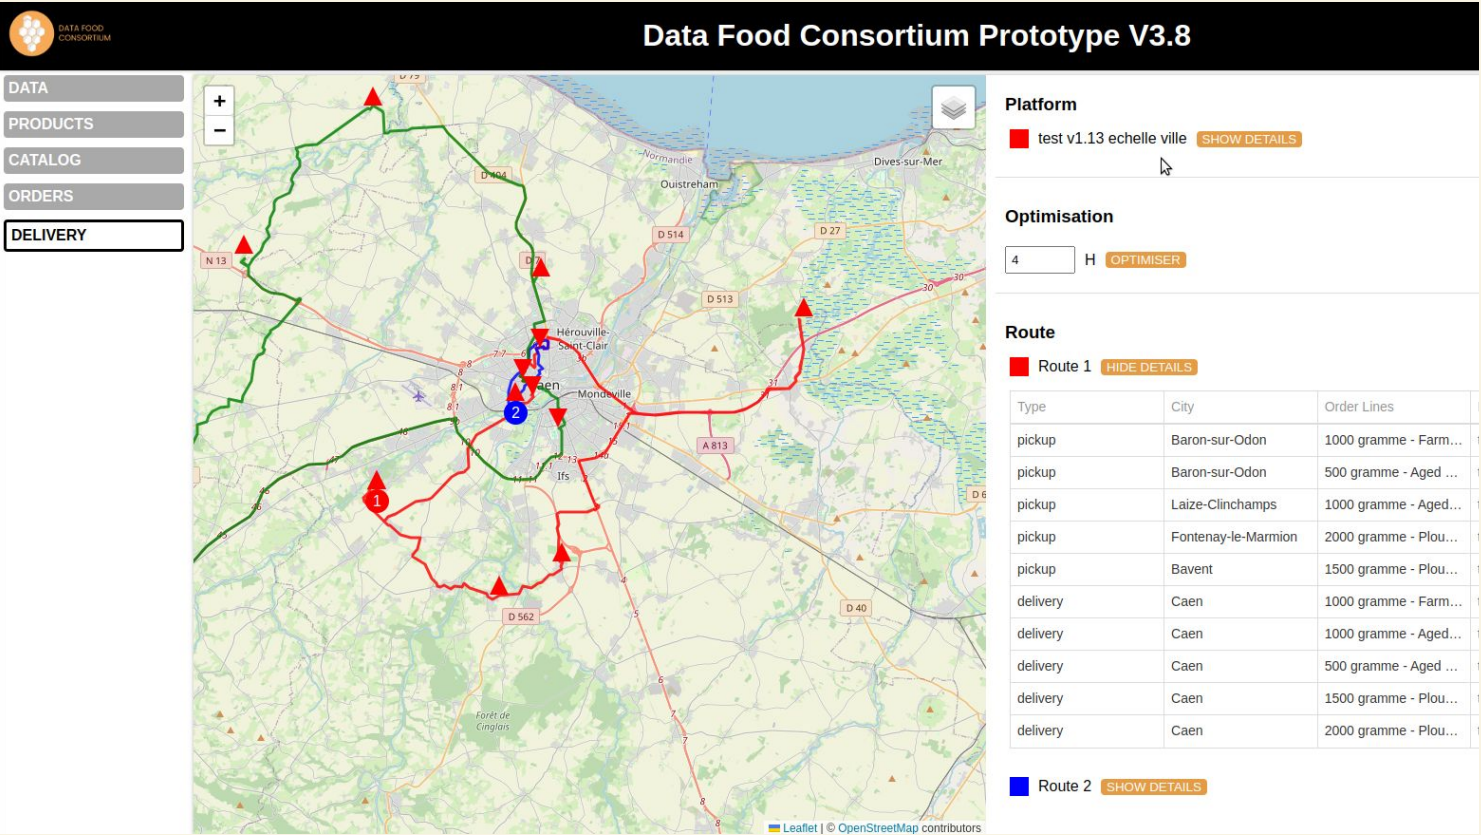 DATA FOOD
CONSORTIUM
Data Food Consortium Prototype V3.8
DATA
PRODUCTS
CATALOG
ORDERS
DELIVERY
+
−
D 79
Normandie
Dives-sur-Mer
D 404
Ouistreham
D 514
D 27
N 13
D 7
30
30
D 513
Hérouville-
Saint-Clair
31
Mondeville
2
A 813
Ifs
1
D 6
D 562
D 40
Forêt de
Cinglais
Leaflet | © OpenStreetMap contributors
Platform
test v1.13 echelle ville SHOW DETAILS
Optimisation
4 H OPTIMISER
Route
Route 1 HIDE DETAILS
Type City Order Lines
pickup Baron-sur-Odon 1000 gramme - Farm...
pickup Baron-sur-Odon 500 gramme - Aged ...
pickup Laize-Clinchamps 1000 gramme - Aged...
pickup Fontenay-le-Marmion 2000 gramme - Plou...
pickup Bavent 1500 gramme - Plou...
delivery Caen 1000 gramme - Farm...
delivery Caen 1000 gramme - Aged...
delivery Caen 500 gramme - Aged ...
delivery Caen 1500 gramme - Plou...
delivery Caen 2000 gramme - Plou...
Route 2 SHOW DETAILS